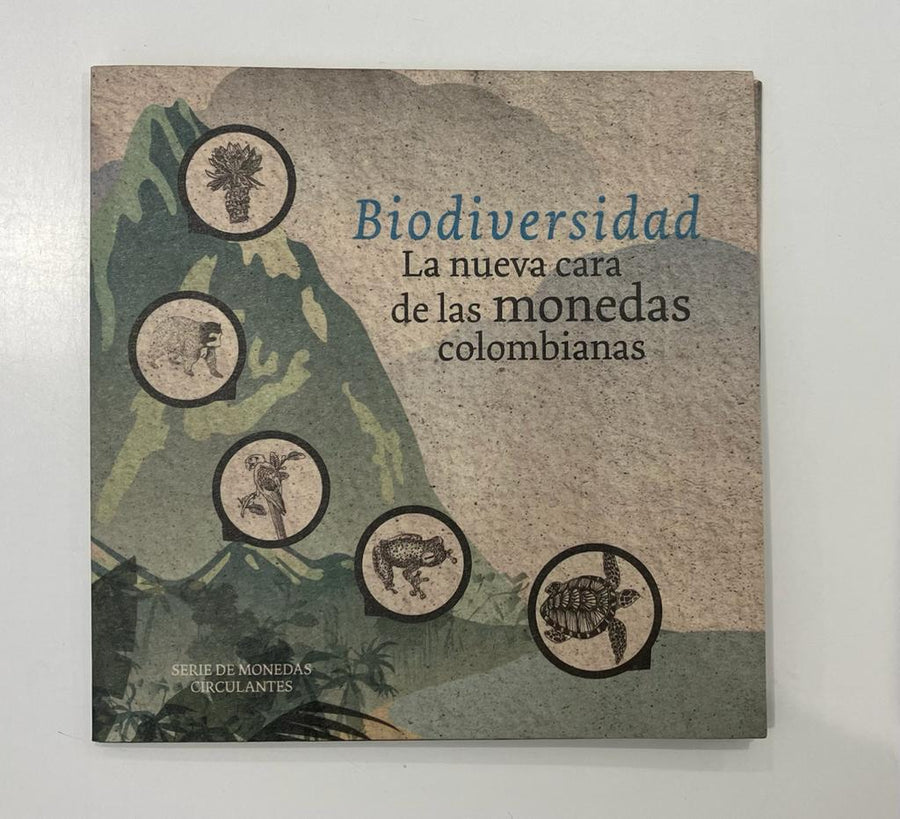 Biodiversidad
La nueva cara
de las monedas
colombianas
SERIE DE MONEDAS
CIRCULANTES